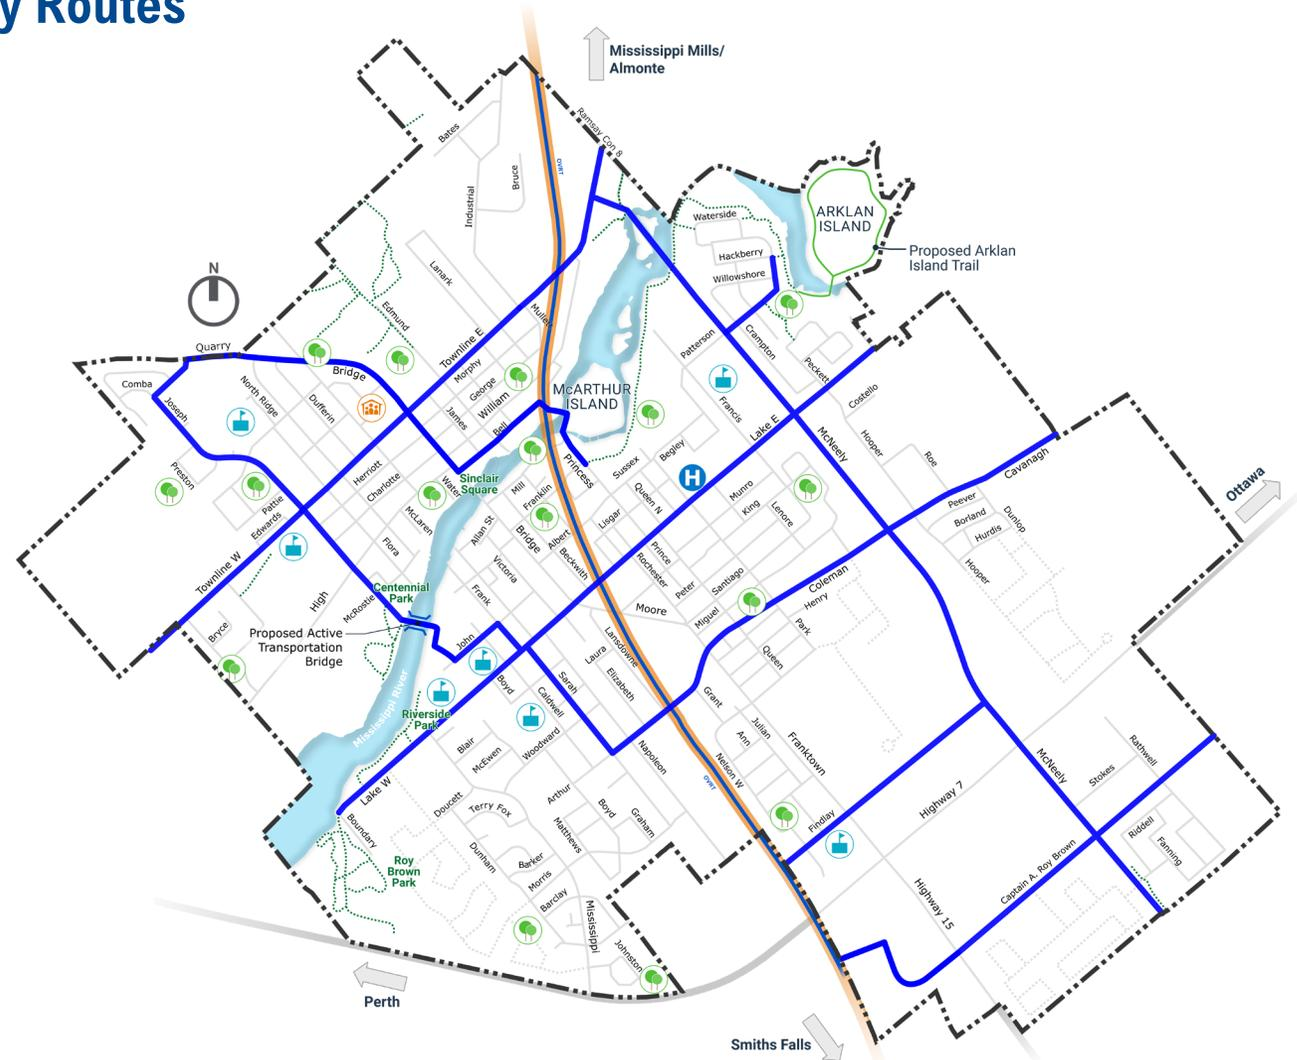 y Routes
Mississippi Mills/
Almonte
Ramsay Con 8
Bates
OVRT
Bruce
Industrial
Waterside
ARKLAN
ISLAND
Hackberry
Proposed Arklan
Island Trail
Willowshore
N
Lanark
Mullett
Edmund
Townline E
Patterson
Crampton
Quarry
Bridge
Morphy
Peckett
Comba
North Ridge
George
McARTHUR
ISLAND
Costello
Joseph
Dufferin
William
James
Francis
Bell
Lake E
McNeely
Hooper
Roe
Princess
Begley
Cavanagh
Preston
Herriott
Sussex
Sinclair
Square
Charlotte
Water
Mill
Queen N
H
Munro
Ottawa
Pattie
Franklin
King
Lenore
Peever
Edwards
McLaren
Allan St
Lisgar
Borland
Dunlop
Flora
Bridge
Albert
Hurdis
Townline W
Beckwith
Prince
Rochester
Victoria
Santiago
Coleman
Hooper
Centennial
Park
Frank
Peter
High
McRostie
Moore
Miguel
Henry
Park
Bryce
Proposed Active
Transportation
Bridge
John
Lansdowne
Laura
Queen
Mississippi River
Boyd
Sarah
Elizabeth
Caldwell
Grant
Riverside
Park
Julian
Blair
Woodward
Ann
Franktown
McEwen
Napoleon
Nelson W
OVRT
McNeely
Rathwell
Stokes
Lake W
Highway 7
Doucett
Terry Fox
Arthur
Boyd
Graham
Findlay
Boundary
Matthews
Riddell
Fanning
Dunham
Barker
Roy
Brown
Park
Morris
Captain A. Roy Brown
Barclay
Highway 15
Mississippi
Johnston
Perth
Smiths Falls